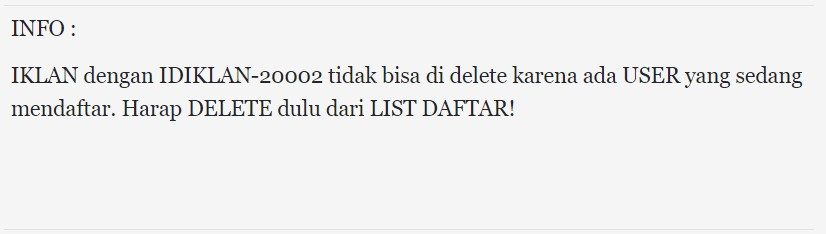 INFO :
IKLAN dengan IDIKLAN-20002 tidak bisa di delete karena ada USER yang sedang
mendaftar. Harap DELETE dulu dari LIST DAFTAR!